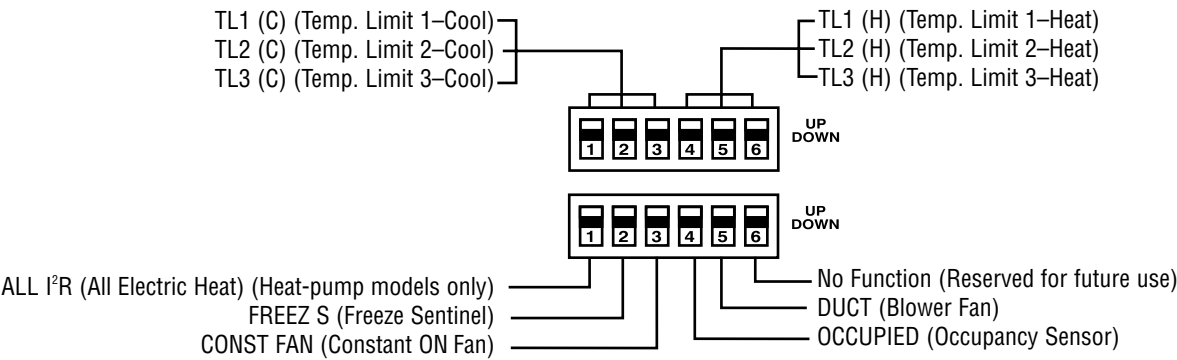 TL1 (C) (Temp. Limit 1–Cool)
TL2 (C) (Temp. Limit 2–Cool)
TL3 (C) (Temp. Limit 3–Cool)
TL1 (H) (Temp. Limit 1–Heat)
TL2 (H) (Temp. Limit 2–Heat)
TL3 (H) (Temp. Limit 3–Heat)
1 2 3 4 5 6
UP
DOWN
1 2 3 4 5 6
UP
DOWN
ALL I²R (All Electric Heat) (Heat-pump models only)
FREEZ S (Freeze Sentinel)
CONST FAN (Constant ON Fan)
No Function (Reserved for future use)
DUCT (Blower Fan)
OCCUPIED (Occupancy Sensor)